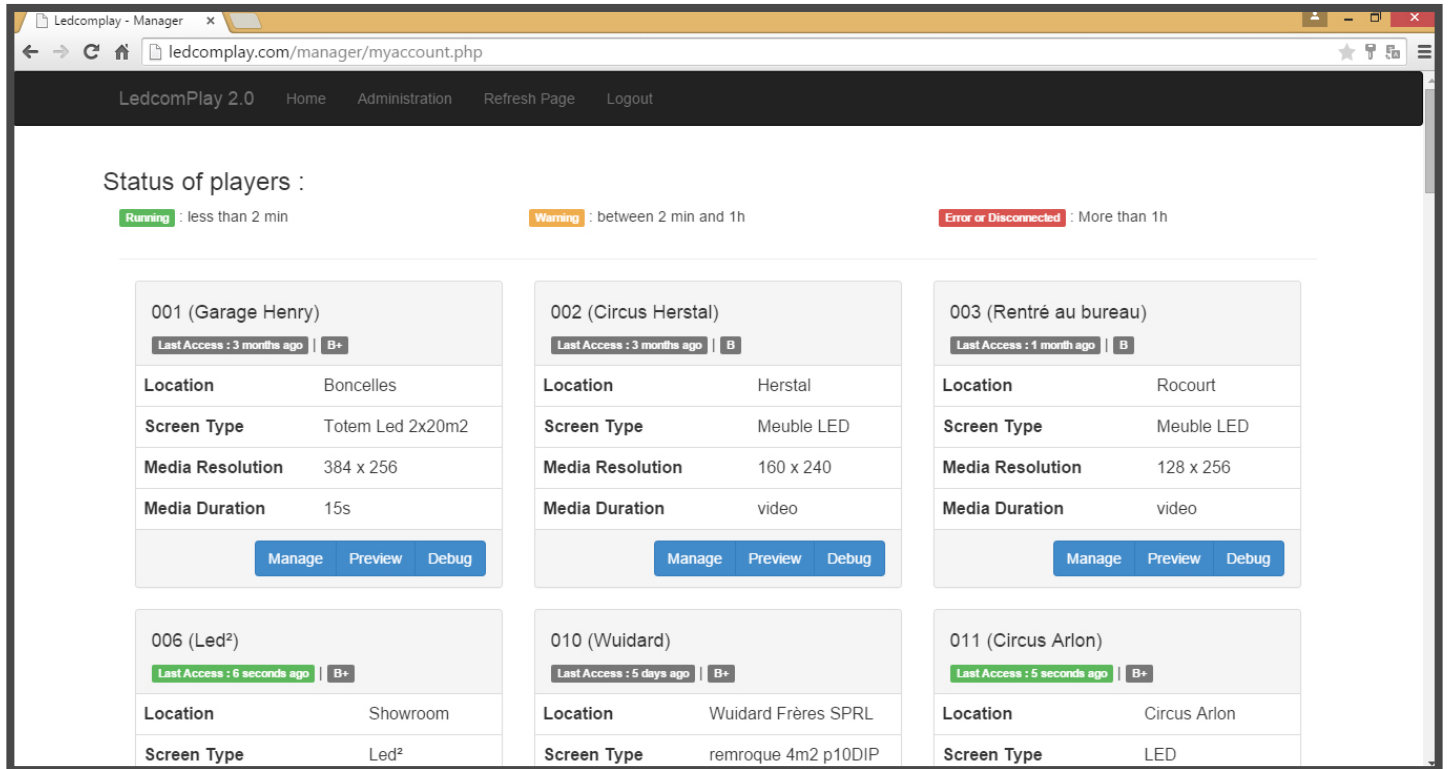 Ledcomplay - Manager x
ledcomplay.com/manager/myaccount.php
LedcomPlay 2.0 Home Administration Refresh Page Logout
Status of players :
Running : less than 2 min Warning : between 2 min and 1h Error or Disconnected : More than 1h
001 (Garage Henry)
Last Access : 3 months ago | B+
Location Boncelles
Screen Type Totem Led 2x20m2
Media Resolution 384 x 256
Media Duration 15s
Manage Preview Debug
002 (Circus Herstal)
Last Access : 3 months ago | B
Location Herstal
Screen Type Meuble LED
Media Resolution 160 x 240
Media Duration video
Manage Preview Debug
003 (Rentré au bureau)
Last Access : 1 month ago | B
Location Rocourt
Screen Type Meuble LED
Media Resolution 128 x 256
Media Duration video
Manage Preview Debug
006 (Led²)
Last Access : 6 seconds ago | B+
Location Showroom
Screen Type Led²
010 (Wuidard)
Last Access : 5 days ago | B+
Location Wuidard Frères SPRL
Screen Type remroque 4m2 p10DIP
011 (Circus Arlon)
Last Access : 5 seconds ago | B+
Location Circus Arlon
Screen Type LED